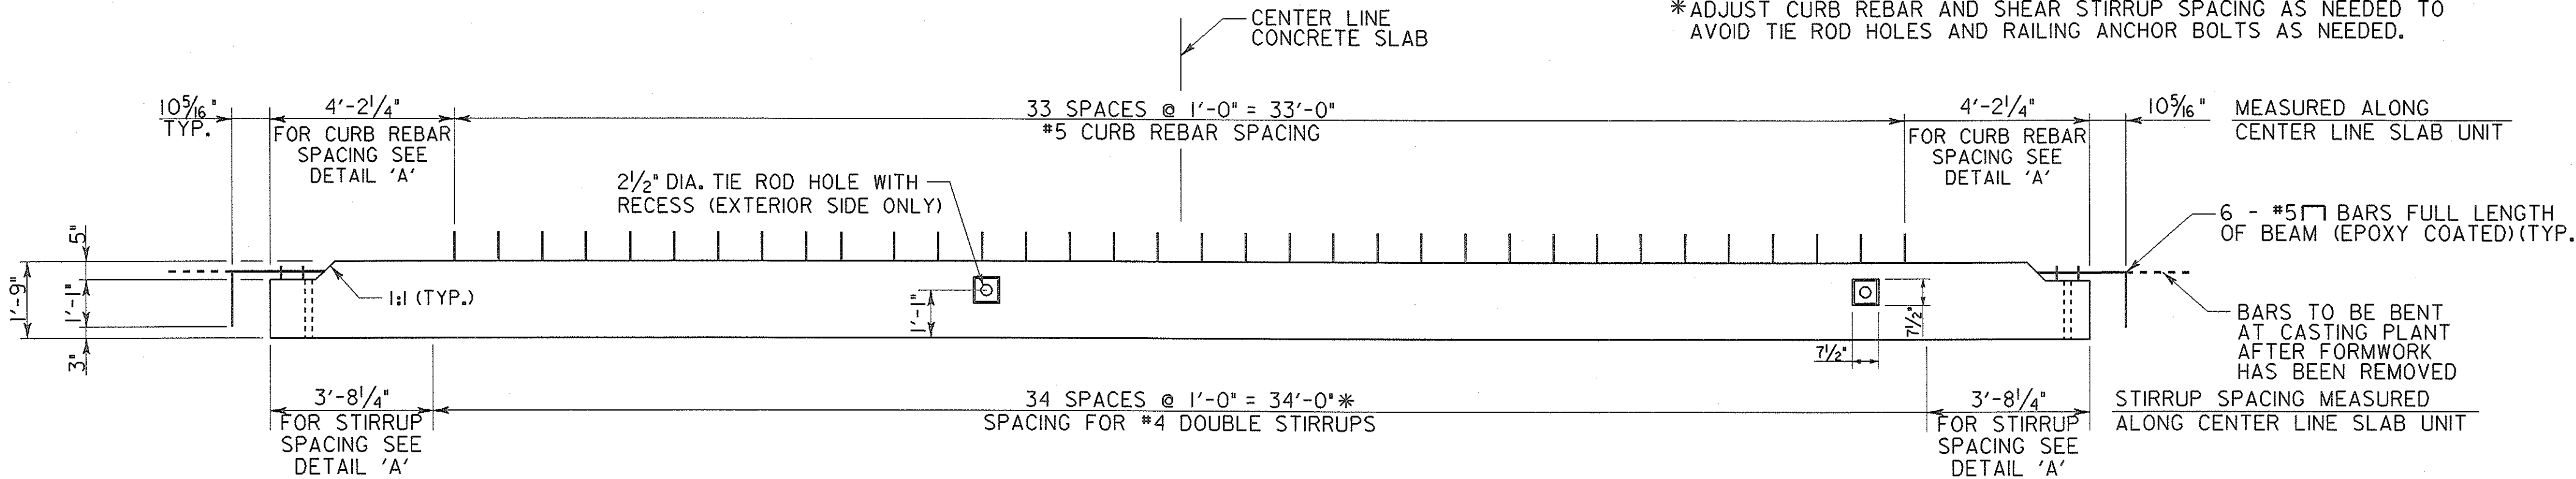 CENTER LINE
CONCRETE SLAB
*ADJUST CURB REBAR AND SHEAR STIRRUP SPACING AS NEEDED TO
AVOID TIE ROD HOLES AND RAILING ANCHOR BOLTS AS NEEDED.
10 5/16"
TYP.
4'-2 1/4"
FOR CURB REBAR
SPACING SEE
DETAIL 'A'
33 SPACES @ 1'-0" = 33'-0"
#5 CURB REBAR SPACING
4'-2 1/4"
FOR CURB REBAR
SPACING SEE
DETAIL 'A'
10 5/16"
MEASURED ALONG
CENTER LINE SLAB UNIT
2 1/2" DIA. TIE ROD HOLE WITH
RECESS (EXTERIOR SIDE ONLY)
6 - #5 BARS FULL LENGTH
OF BEAM (EPOXY COATED)(TYP.
5"
1'-9"
1'-1"
3"
1:1 (TYP.)
1'-1"
7 1/2"
7 1/2"
BARS TO BE BENT
AT CASTING PLANT
AFTER FORMWORK
HAS BEEN REMOVED
3'-8 1/4"
FOR STIRRUP
SPACING SEE
DETAIL 'A'
34 SPACES @ 1'-0" = 34'-0"*
SPACING FOR #4 DOUBLE STIRRUPS
3'-8 1/4"
FOR STIRRUP
SPACING SEE
DETAIL 'A'
STIRRUP SPACING MEASURED
ALONG CENTER LINE SLAB UNIT